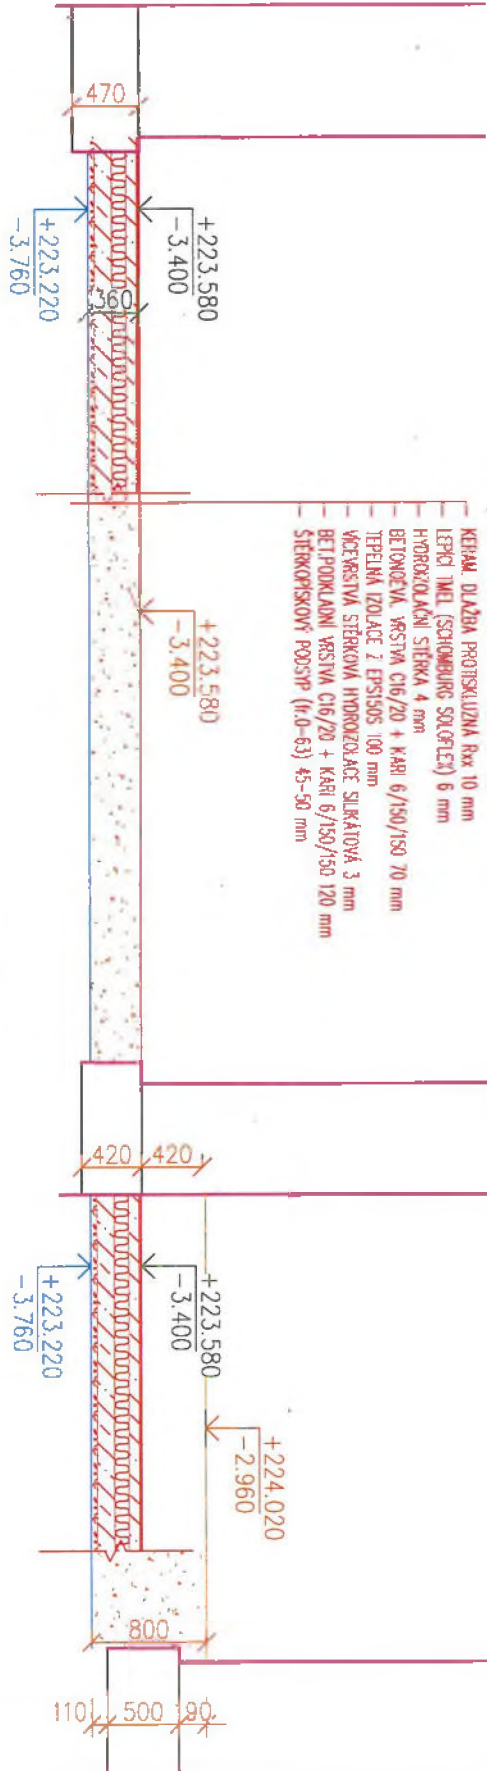 470
+223.580
-3.400
+223.220
-3.760
360
- KERAM. DLAŽBA PROTISKLUZNÁ Rxx 10 mm
- LEPÍCÍ TMEL (SCHOMBURG SOLOFLEX) 6 mm
- HYDROIZOLAČNÍ STĚRKA 4 mm
- BETONOVÁ VRSTVA C16/20 + KARI 6/150/150 70 mm
- TEPELNÁ IZOLACE Z EPS150S 100 mm
- VÍCEVRSTVÁ STĚRKOVÁ HYDROIZOLACE SILIKÁTOVÁ 3 mm
- BET.PODKLADNÍ VRSTVA C16/20 + KARI 6/150/150 120 mm
- ŠTĚRKOPÍSKOVÝ PODSYP (fr.0-63) 45-50 mm
+223.580
-3.400
420
420
+223.580
-3.400
+223.220
-3.760
+224.020
-2.960
800
110
500
190